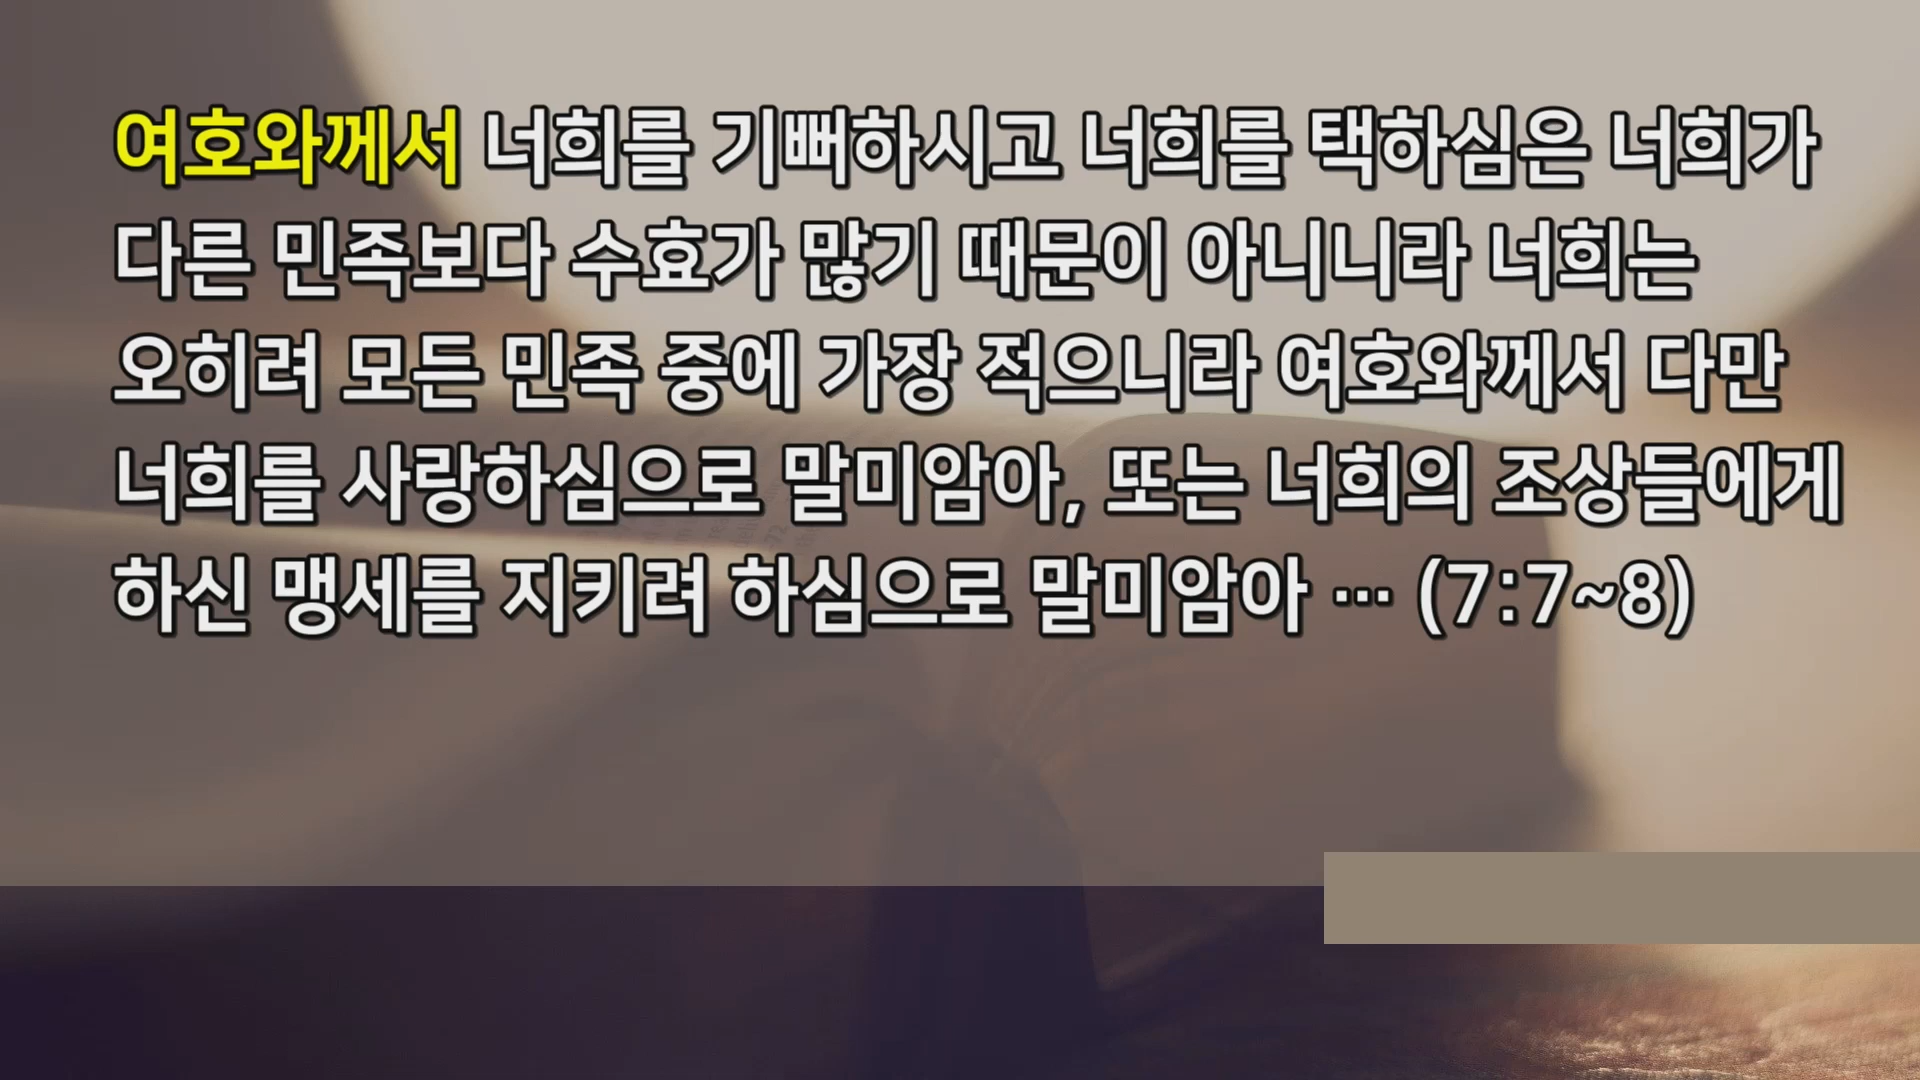 여호와께서 너희를 기뻐하시고 너희를 택하심은 너희가
다른 민족보다 수효가 많기 때문이 아니니라 너희는
오히려 모든 민족 중에 가장 적으니라 여호와께서 다만
너희를 사랑하심으로 말미암아, 또는 너희의 조상들에게
하신 맹세를 지키려 하심으로 말미암아 … (7:7~8)